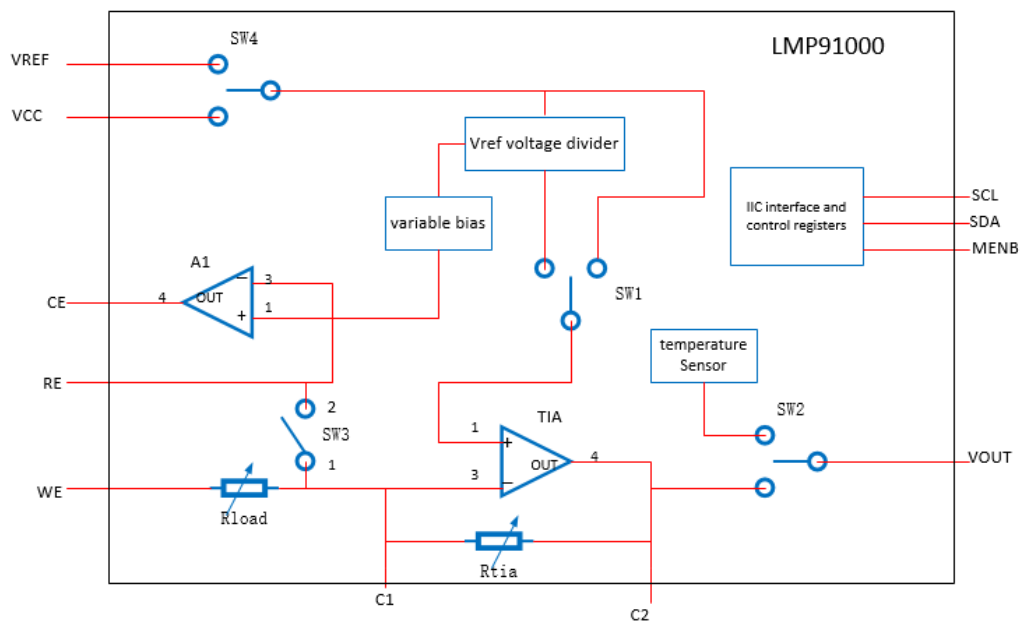 LMP91000
SW4
VREF
VCC
Vref voltage divider
variable bias
IIC interface and
control registers
SCL
SDA
MENB
A1
3
OUT
−
4
CE
1
+
SW1
temperature
Sensor
RE
2
SW3
1
TIA
SW2
1
+
OUT
4
3
−
VOUT
WE
Rload
Rtia
C1
C2